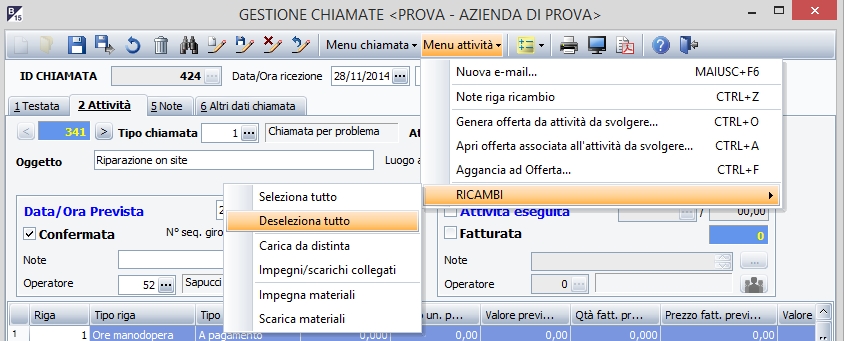 B 15
GESTIONE CHIAMATE <PROVA - AZIENDA DI PROVA>
Menu chiamata Menu attività
ID CHIAMATA 424 Data/Ora ricezione 28/11/2014
1 Testata 2 Attività 5 Note 6 Altri dati chiamata
< 341 > Tipo chiamata 1 ... Chiamata per problema
Oggetto Riparazione on site Luogo
Nuova e-mail... MAIUSC+F6
Note riga ricambio CTRL+Z
Genera offerta da attività da svolgere... CTRL+O
Apri offerta associata all'attività da svolgere... CTRL+A
Aggancia ad Offerta... CTRL+F
RICAMBI
Seleziona tutto
Deseleziona tutto
Carica da distinta
Impegni/scarichi collegati
Impegna materiali
Scarica materiali
Data/Ora Prevista
Confermata N° seq. giro
Note
Operatore 52 ... Sapucci
Attività eseguita / 00,00
Fatturata 0
Note ...
Operatore 0 ...
Riga Tipo riga Tipo un. p... Valore previ... Qtà fatt. pr... Prezzo fatt. previ... Valore
1 1 Ore manodopera A pagamento 0,000 0,00 0,00 0,000 0,00